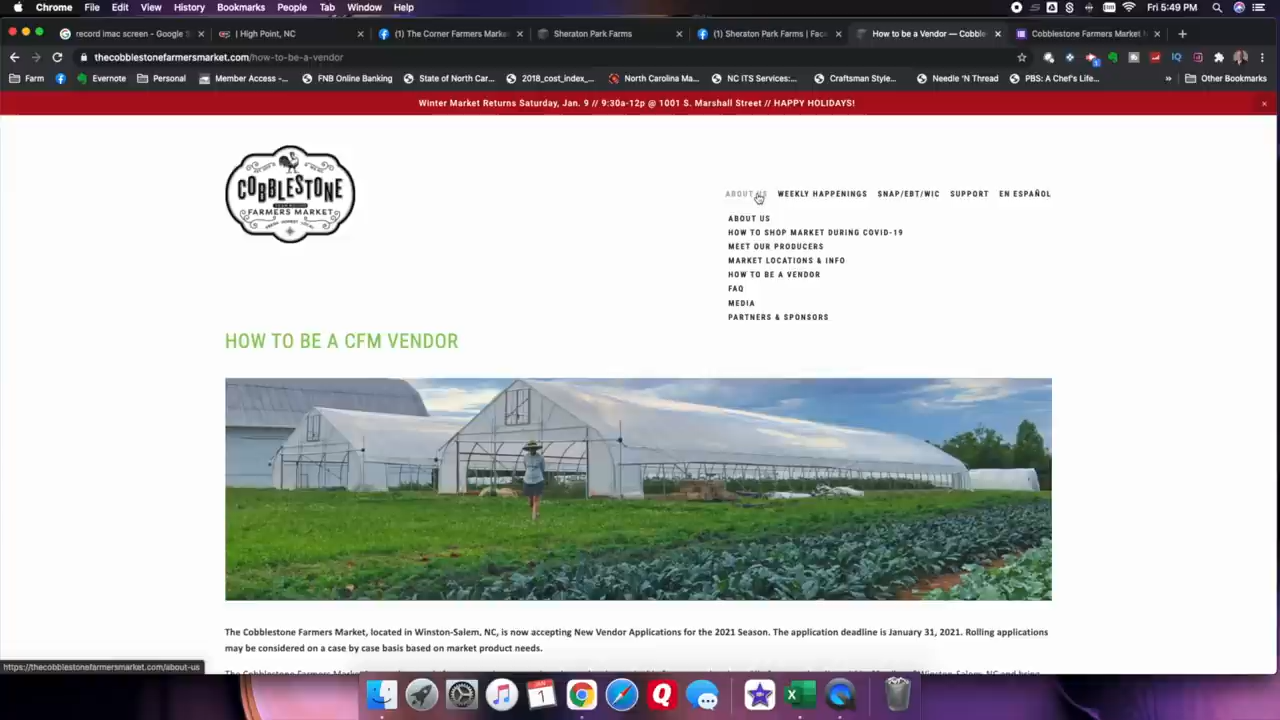 Chrome File Edit View History Bookmarks People Tab Window Help Fri 5:49 PM
record imac screen - Google S | High Point, NC (1) The Corner Farmers Marke Sheraton Park Farms (1) Sheraton Park Farms | Fac How to be a Vendor — Cobble Cobblestone Farmers Market
thecobblestonefarmersmarket.com/how-to-be-a-vendor
Farm Evernote Personal Member Access -... FNB Online Banking State of North Car... 2018_cost_index_... North Carolina Ma... NC ITS Services:... Craftsman Style... Needle 'N Thread PBS: A Chef's Life... » Other Bookmarks
Winter Market Returns Saturday, Jan. 9 // 9:30a-12p @ 1001 S. Marshall Street // HAPPY HOLIDAYS!
COBBLESTONE
FARMERS MARKET
ABOUT US WEEKLY HAPPENINGS SNAP/EBT/WIC SUPPORT EN ESPAÑOL
ABOUT US
HOW TO SHOP MARKET DURING COVID-19
MEET OUR PRODUCERS
MARKET LOCATIONS & INFO
HOW TO BE A VENDOR
FAQ
MEDIA
PARTNERS & SPONSORS
HOW TO BE A CFM VENDOR
The Cobblestone Farmers Market, located in Winston-Salem, NC, is now accepting New Vendor Applications for the 2021 Season. The application deadline is January 31, 2021. Rolling applications
may be considered on a case by case basis based on market product needs.
https://thecobblestonefarmersmarket.com/about-us
JAN
1